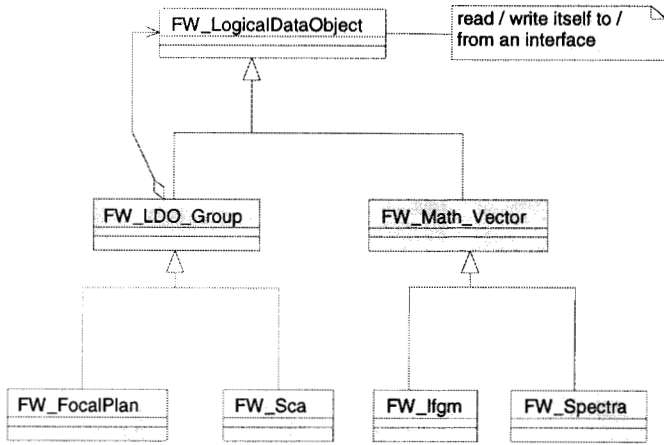 FW_LogicalDataObject
read / write itself to /
from an interface
FW_LDO_Group
FW_Math_Vector
FW_FocalPlan
FW_Sca
FW_Ifgm
FW_Spectra